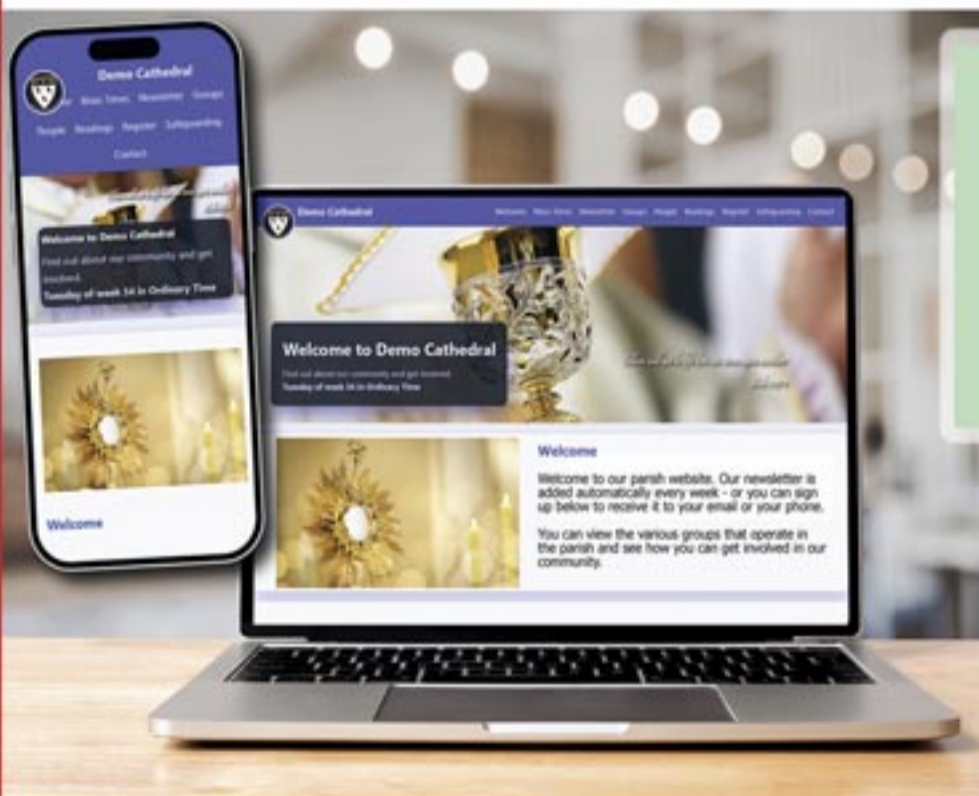 Demo Cathedral
Mass Times Newsletter Groups
People Readings Register Safeguarding
Contact
Welcome to Demo Cathedral
Find out about our community and get
involved.
Tuesday of week 34 in Ordinary Time
Welcome
Demo Cathedral
Welcome Mass Times Newsletter Groups People Readings Register Safeguarding Contact
Welcome to Demo Cathedral
Find out about our community and get involved.
Tuesday of week 34 in Ordinary Time
Welcome
Welcome to our parish website. Our newsletter is
added automatically every week - or you can sign
up below to receive it to your email or your phone.
You can view the various groups that operate in
the parish and see how you can get involved in our
community.